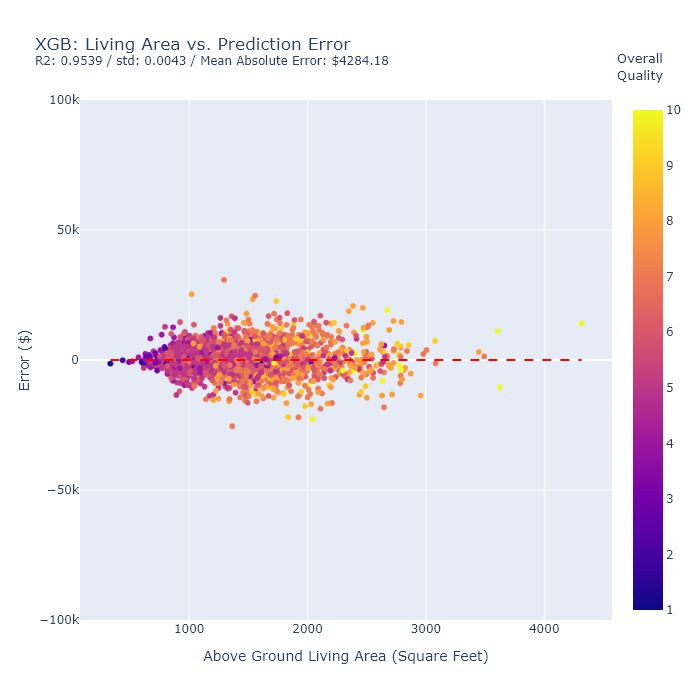 XGB: Living Area vs. Prediction Error
R2: 0.9539 / std: 0.0043 / Mean Absolute Error: $4284.18
Overall
Quality
100k
50k
0
−50k
−100k
Error ($)
1000
2000
3000
4000
Above Ground Living Area (Square Feet)
10
9
8
7
6
5
4
3
2
1